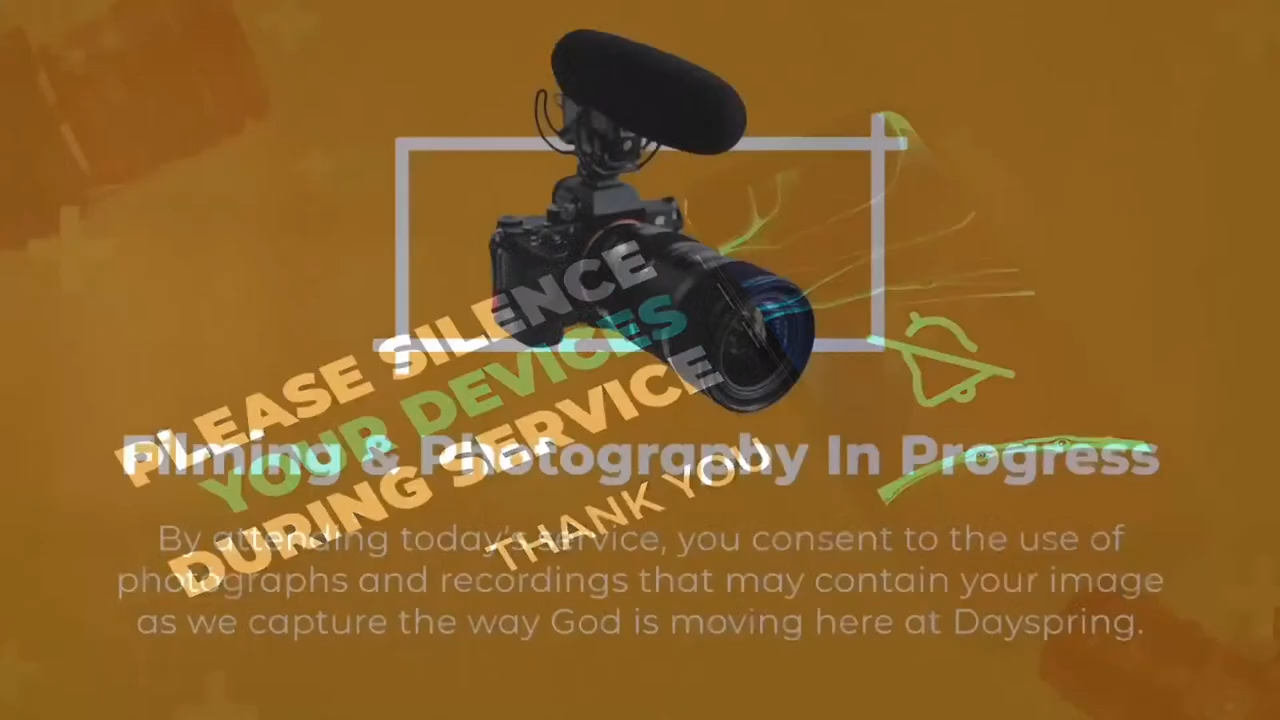 PLEASE SILENCE
YOUR DEVICES
DURING SERVICE
THANK YOU
Filming & Photography In Progress
By attending today's service, you consent to the use of
photographs and recordings that may contain your image
as we capture the way God is moving here at Dayspring.